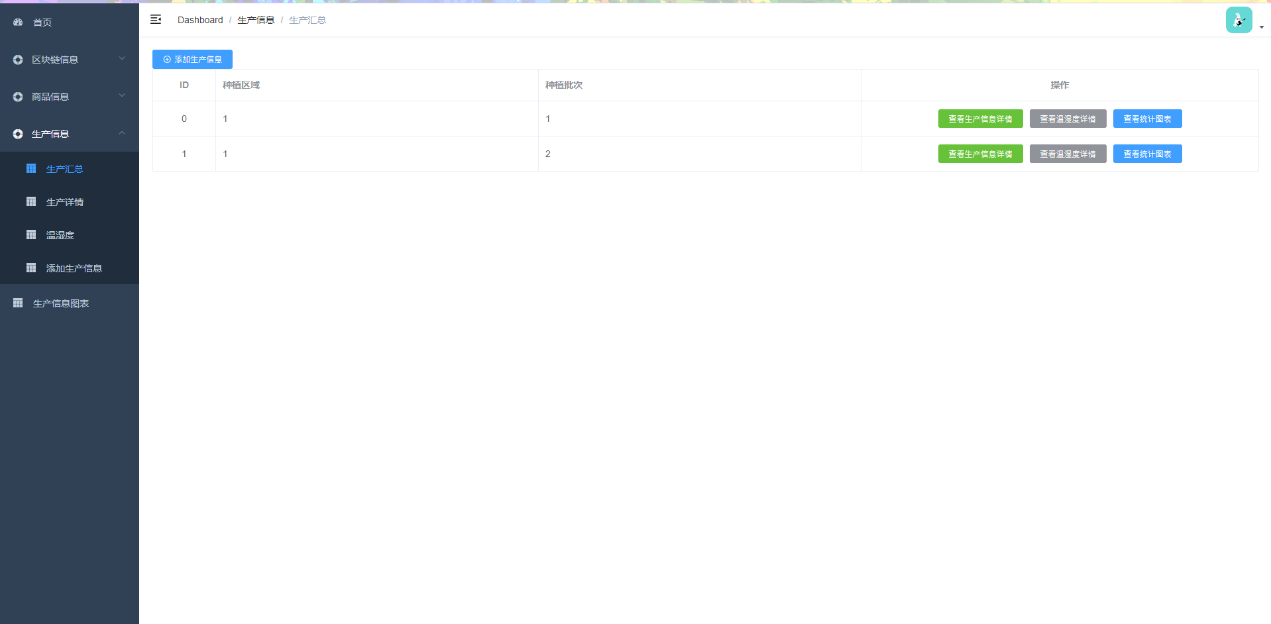 首页
区块链信息
商品信息
生产信息
生产汇总
生产详情
温湿度
添加生产信息
生产信息图表
Dashboard / 生产信息 / 生产汇总
添加生产信息
ID 种植区域 种植批次 操作
0 1 1 查看生产信息详情 查看温湿度详情 查看统计图表
1 1 2 查看生产信息详情 查看温湿度详情 查看统计图表